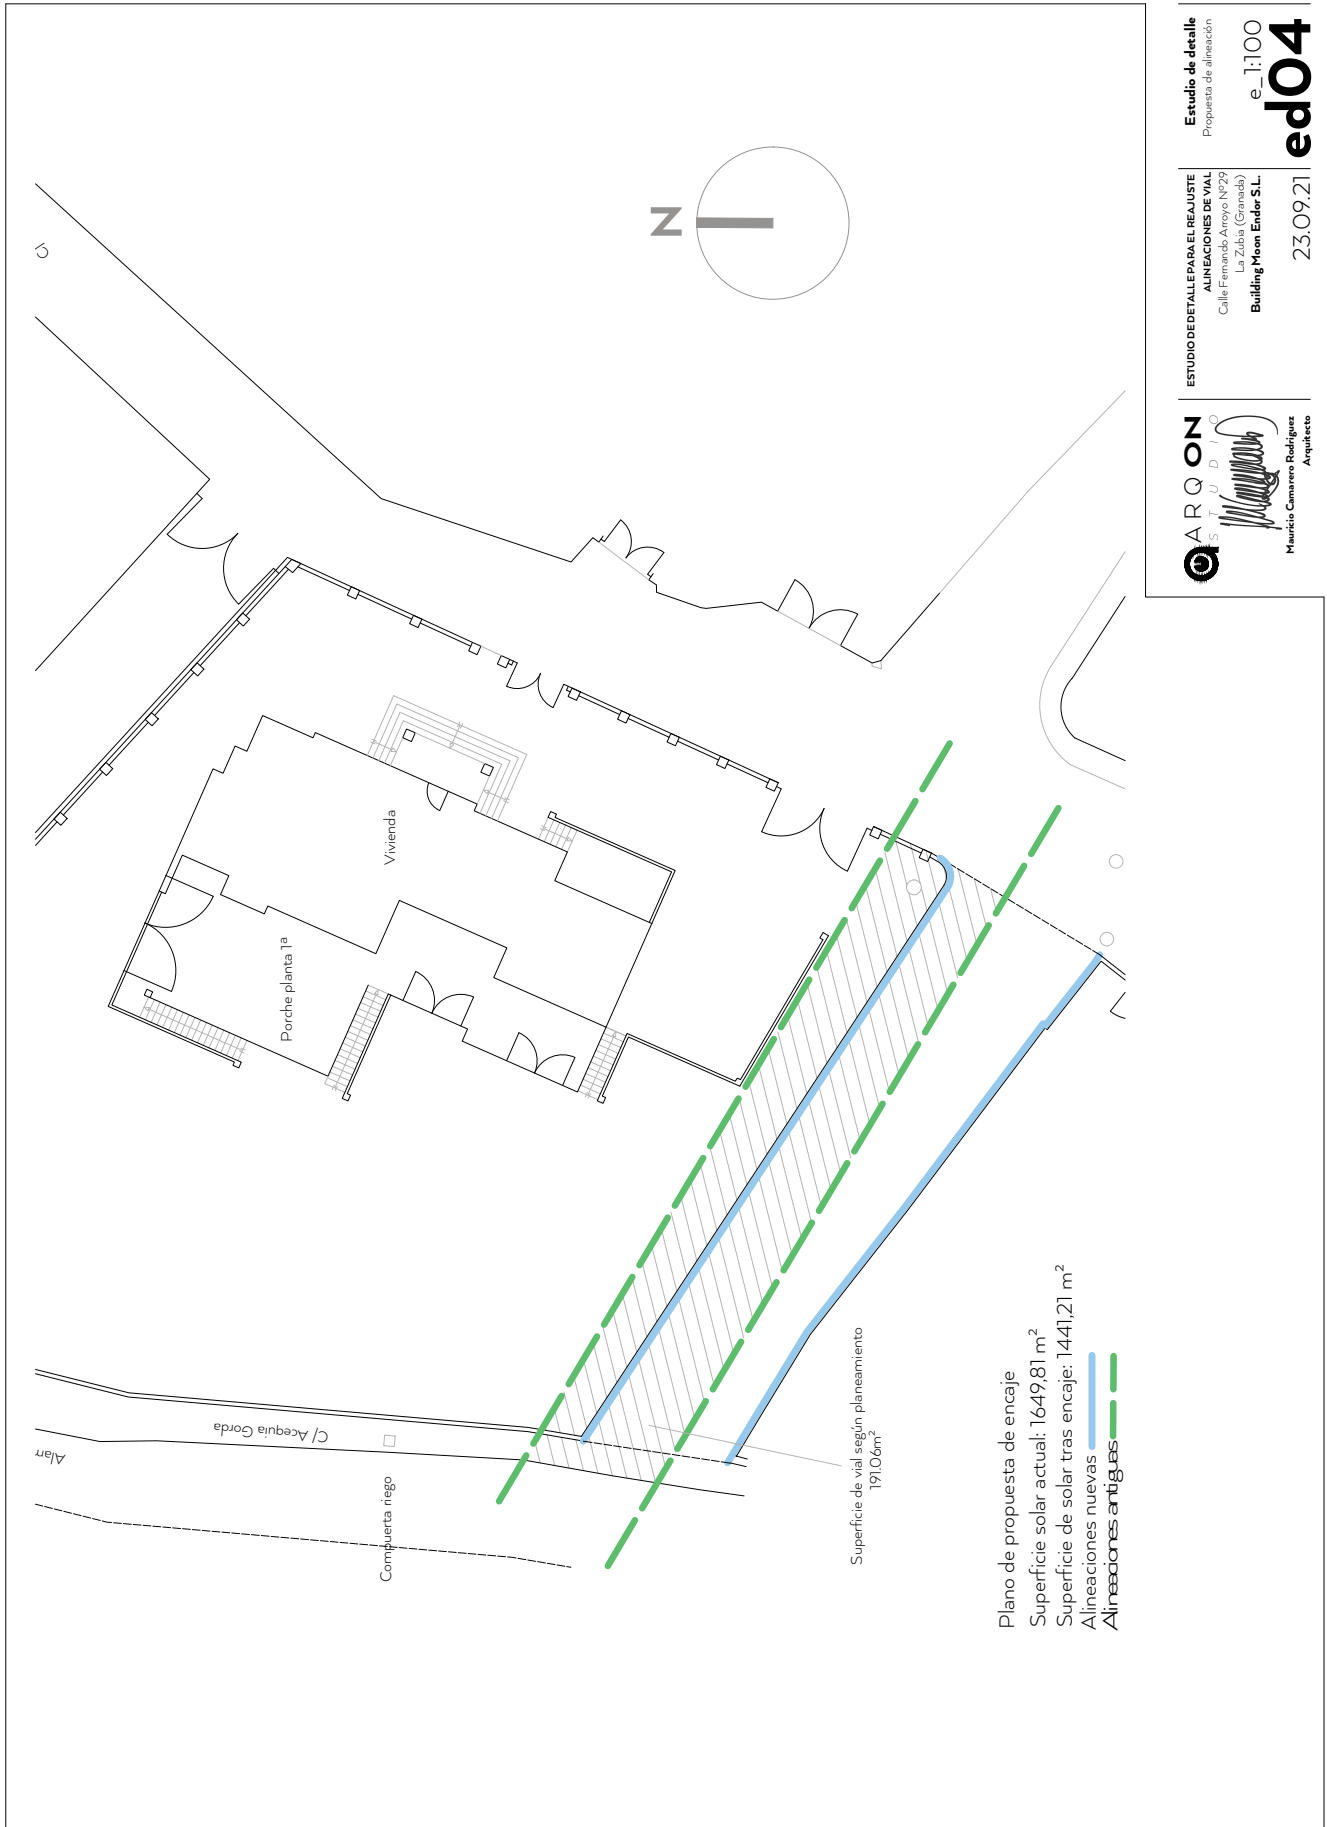 Estudio de detalle
Propuesta de alineación
e_1:100
ed04
ESTUDIO DE DETALLE PARA EL REAJUSTE
ALINEACIONES DE VIAL
Calle Fernando Arroyo Nº29
La Zubia (Granada)
Building Moon Endor S.L.
23.09.21
ARQON
STUDIO
Mauricio Camarero Rodríguez
Arquitecto
N
Vivienda
Porche planta 1ª
C/ Acequia Gorda
Compuerta riego
Superficie de vial según planeamiento
191.06m²
Plano de propuesta de encaje
Superficie solar actual: 1649,81 m²
Superficie de solar tras encaje: 1441,21 m²
Alineaciones nuevas
Alineaciones antiguas